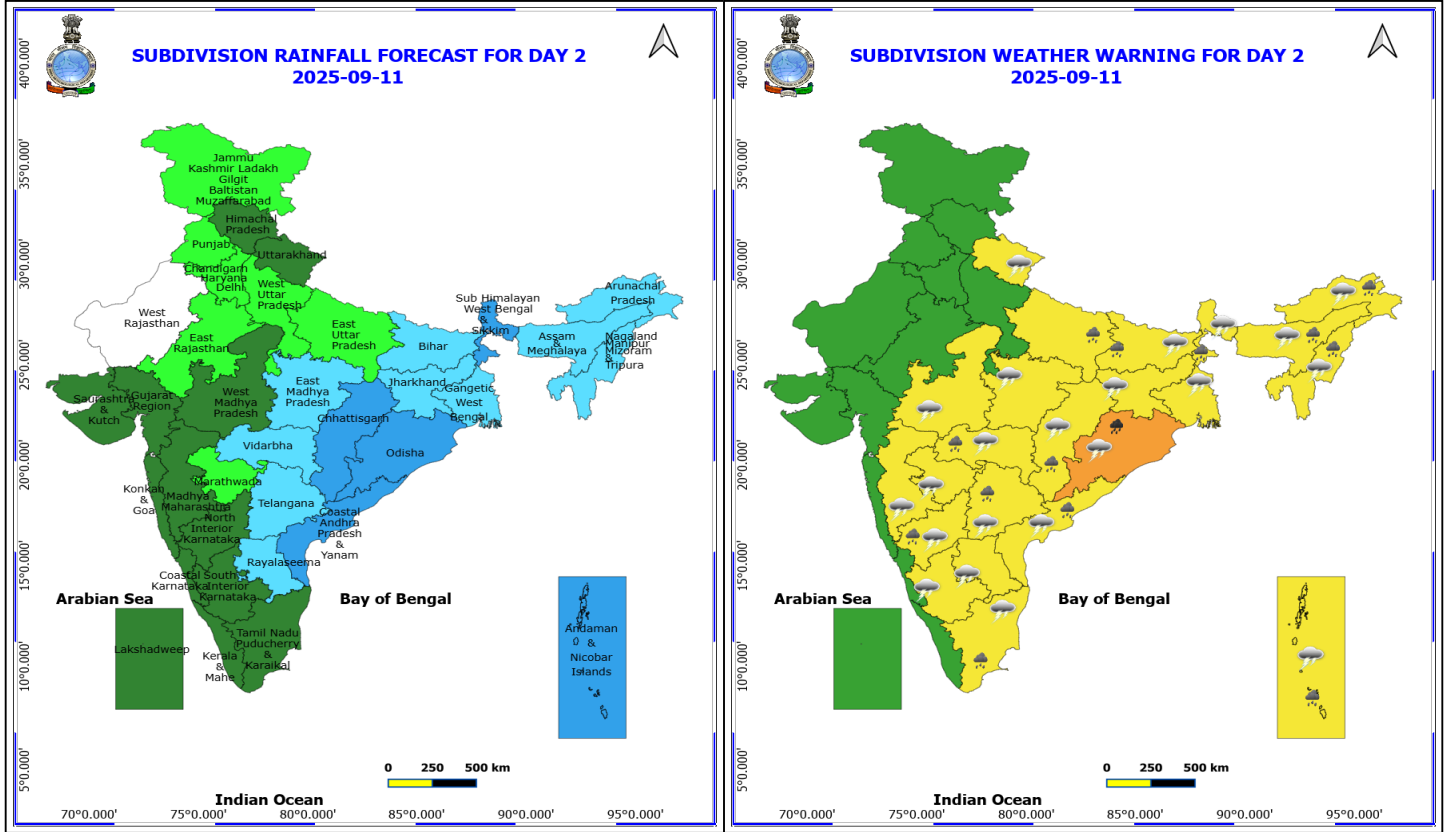 SUBDIVISION RAINFALL FORECAST FOR DAY 2
2025-09-11
40°0.000'
35°0.000'
30°0.000'
25°0.000'
20°0.000'
15°0.000'
10°0.000'
5°0.000'
Jammu
Kashmir Ladakh
Gilgit
Baltistan
Muzaffarabad
Himachal
Pradesh
Punjab
Uttarakhand
Chandigarh
Haryana
Delhi
West
Uttar
Pradesh
West
Rajasthan
East
Rajasthan
East
Uttar
Pradesh
Bihar
Sub Himalayan
West Bengal
&
Sikkim
Arunachal
Pradesh
Assam
&
Meghalaya
Nagaland
Manipur
Mizoram
&
Tripura
Saurashtra
&
Kutch
Gujarat
Region
West
Madhya
Pradesh
East
Madhya
Pradesh
Jharkhand
Gangetic
West
Bengal
Chhattisgarh
Odisha
Vidarbha
Marathwada
Konkan
&
Goa
Madhya
Maharashtra
North
Interior
Karnataka
Telangana
Coastal
Andhra
Pradesh
&
Yanam
Rayalaseema
Coastal
Karnataka
South
Interior
Karnataka
Arabian Sea
Bay of Bengal
Lakshadweep
Kerala
&
Mahe
Tamil Nadu
Puducherry
&
Karaikal
Andaman
&
Nicobar
Islands
0 250 500 km
Indian Ocean
70°0.000' 75°0.000' 80°0.000' 85°0.000' 90°0.000' 95°0.000'
SUBDIVISION WEATHER WARNING FOR DAY 2
2025-09-11
40°0.000'
35°0.000'
30°0.000'
25°0.000'
20°0.000'
15°0.000'
10°0.000'
5°0.000'
Arabian Sea
Bay of Bengal
0 250 500 km
Indian Ocean
70°0.000' 75°0.000' 80°0.000' 85°0.000' 90°0.000' 95°0.000'